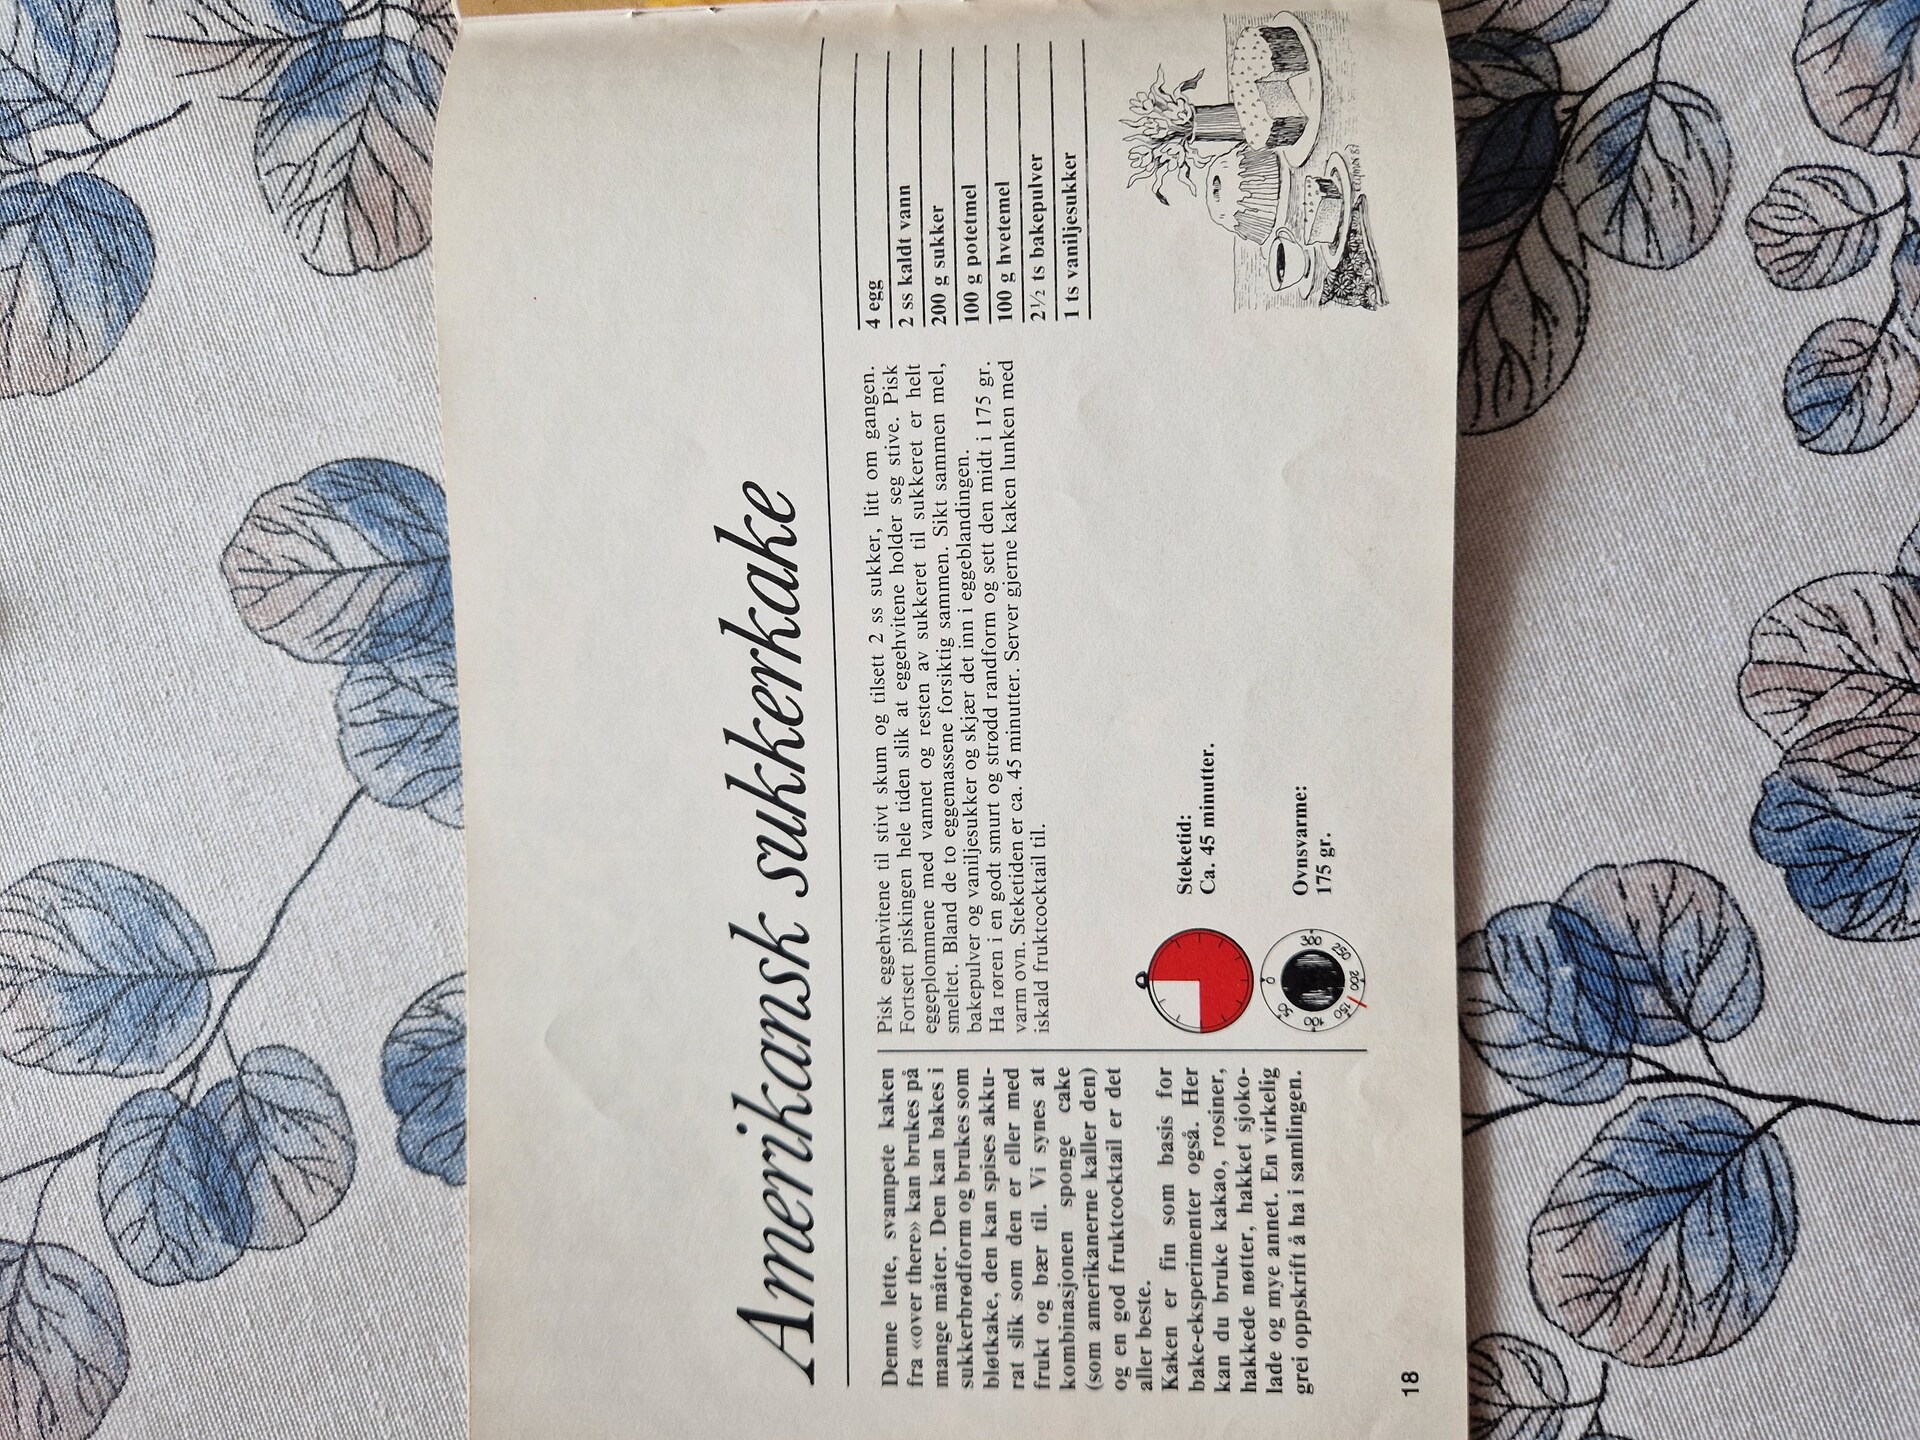 Amerikansk sukkerkake
Denne lette, svampete kaken
fra «over there» kan brukes på
mange måter. Den kan bakes i
sukkerbrødform og brukes som
bløtkake, den kan spises akku-
rat slik som den er eller med
frukt og bær til. Vi synes at
kombinasjonen sponge cake
(som amerikanerne kaller den)
og en god fruktcocktail er det
aller beste.
Kaken er fin som basis for
bake-eksperimenter også. Her
kan du bruke kakao, rosiner,
hakkede nøtter, hakket sjoko-
lade og mye annet. En virkelig
grei oppskrift å ha i samlingen.
Pisk eggehvitene til stivt skum og tilsett 2 ss sukker, litt om gangen.
Fortsett piskingen hele tiden slik at eggehvitene holder seg stive. Pisk
eggeplommene med vannet og resten av sukkeret til sukkeret er helt
smeltet. Bland de to eggemassene forsiktig sammen. Sikt sammen mel,
bakepulver og vaniljesukker og skjær det inn i eggeblandingen.
Ha røren i en godt smurt og strødd randform og sett den midt i 175 gr.
varm ovn. Steketiden er ca. 45 minutter. Server gjerne kaken lunken med
iskald fruktcocktail til.
Steketid:
Ca. 45 minutter.
0
50
100
150
200
250
300
Ovnsvarme:
175 gr.
4 egg
2 ss kaldt vann
200 g sukker
100 g potetmel
100 g hvetemel
2½ ts bakepulver
1 ts vaniljesukker
18